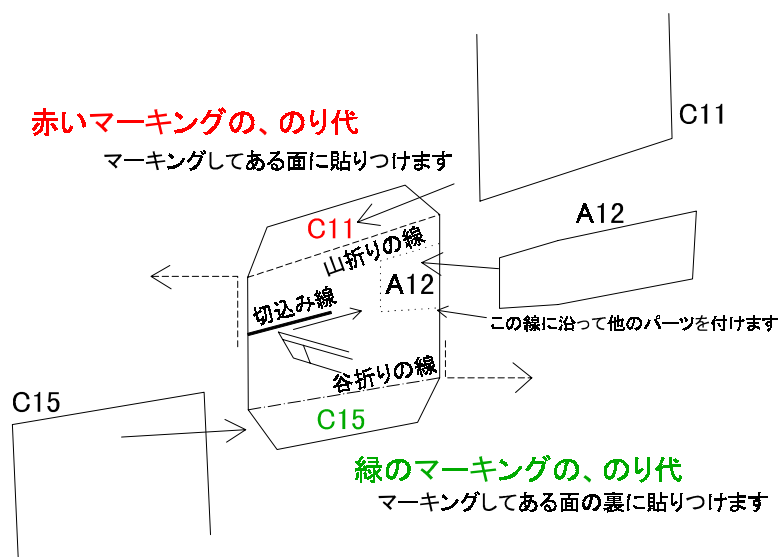 赤いマーキングの、のり代
マーキングしてある面に貼りつけます
C11
A12
C11
山折りの線
A12
切込み線
この線に沿って他のパーツを付けます
谷折りの線
C15
C15
緑のマーキングの、のり代
マーキングしてある面の裏に貼りつけます